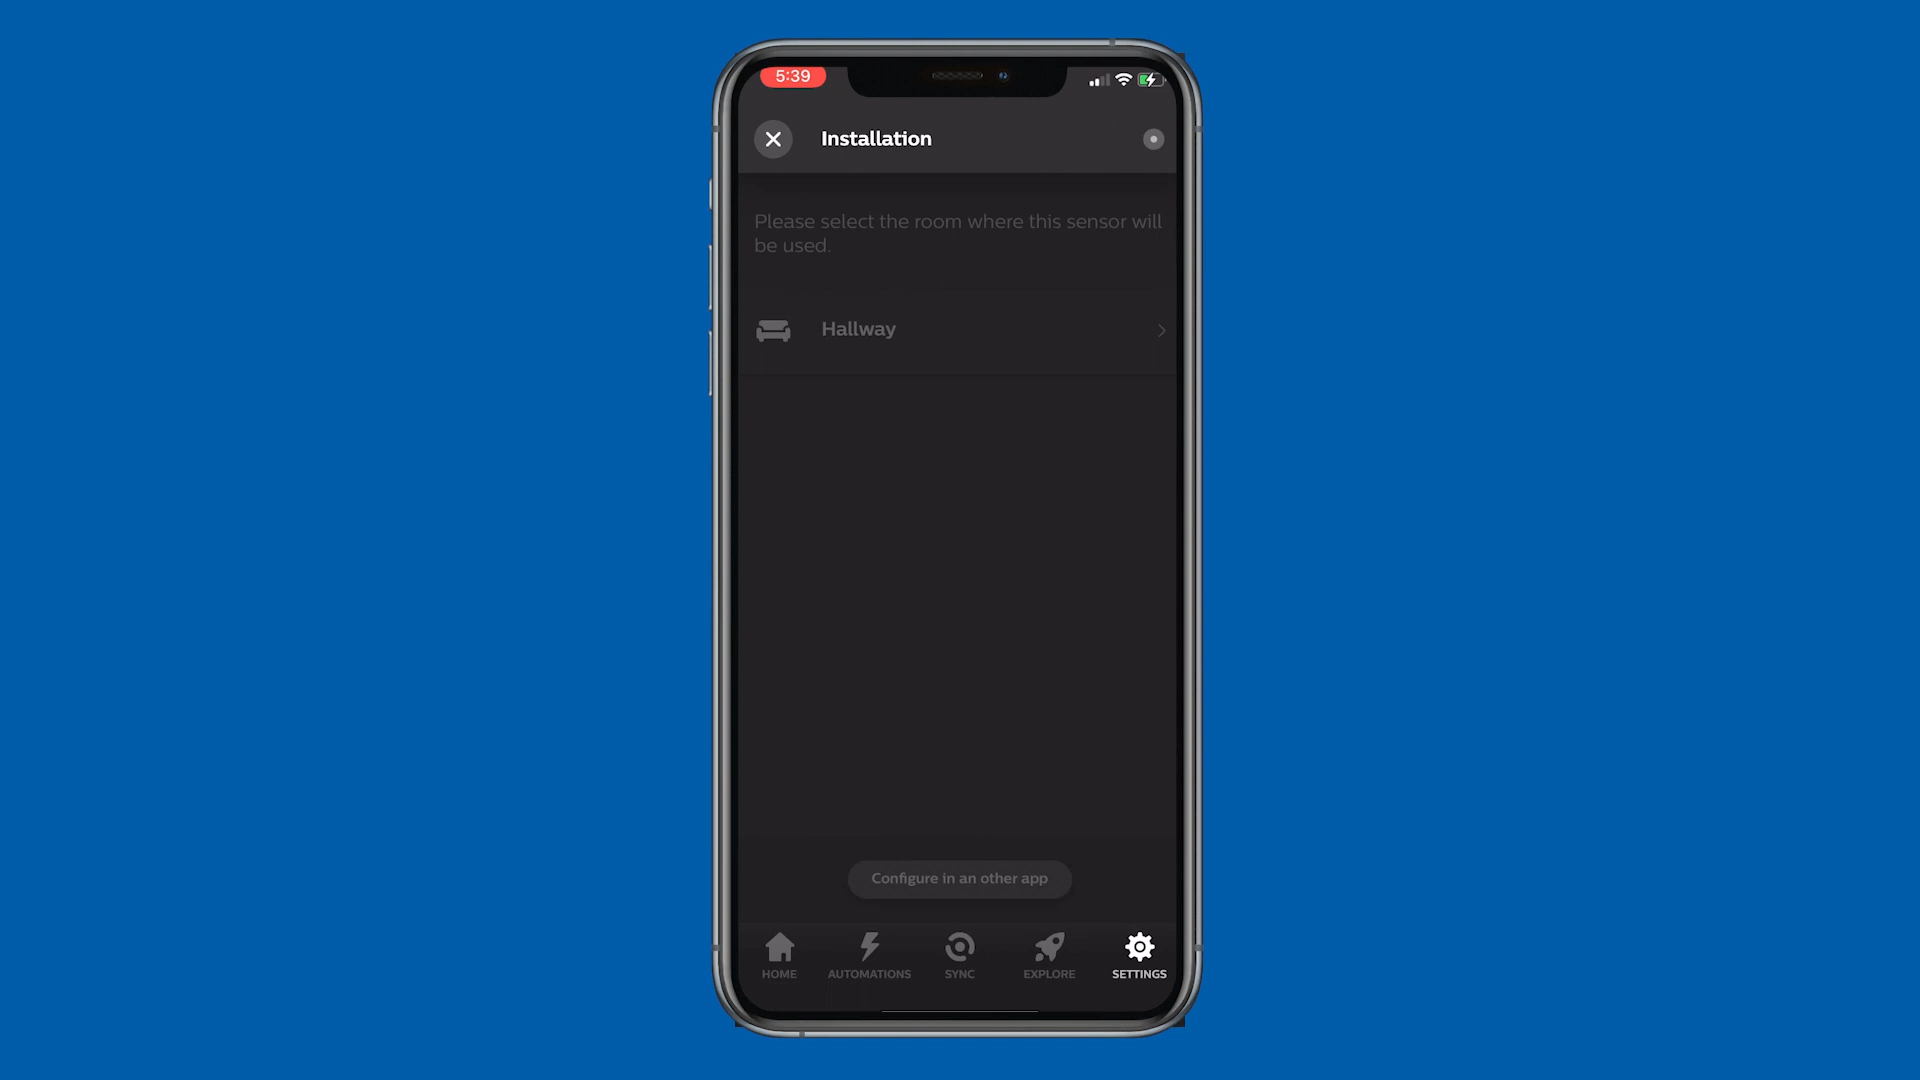 5:39
Installation
Please select the room where this sensor will
be used.
Hallway
Configure in an other app
HOME AUTOMATIONS SYNC EXPLORE SETTINGS